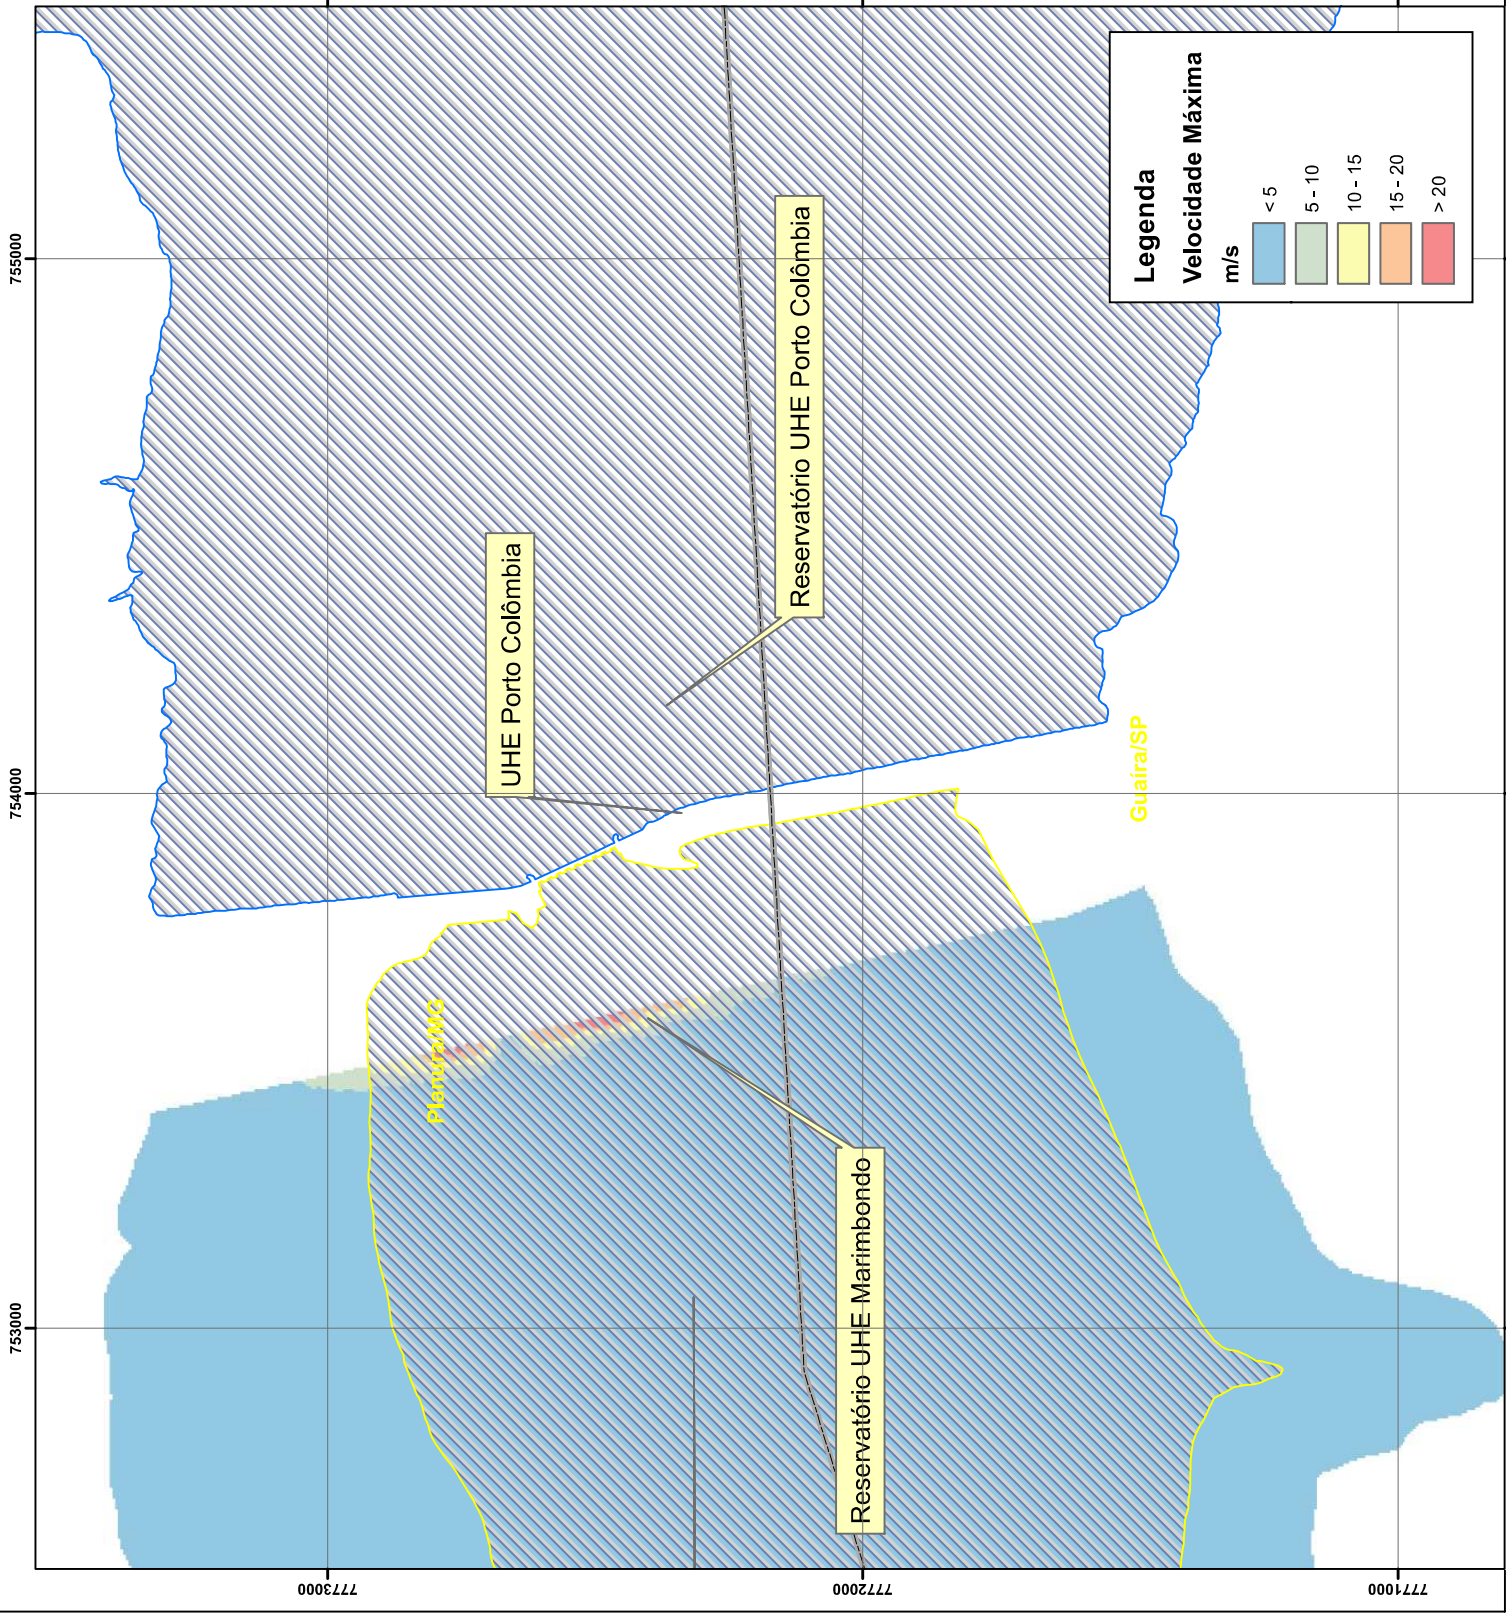 753000
754000
755000
7773000
7772000
7771000
Planura/MG
UHE Porto Colômbia
Reservatório UHE Porto Colômbia
Reservatório UHE Marimbondo
Guaíra/SP
Legenda
Velocidade Máxima
m/s
< 5
5 - 10
10 - 15
15 - 20
> 20